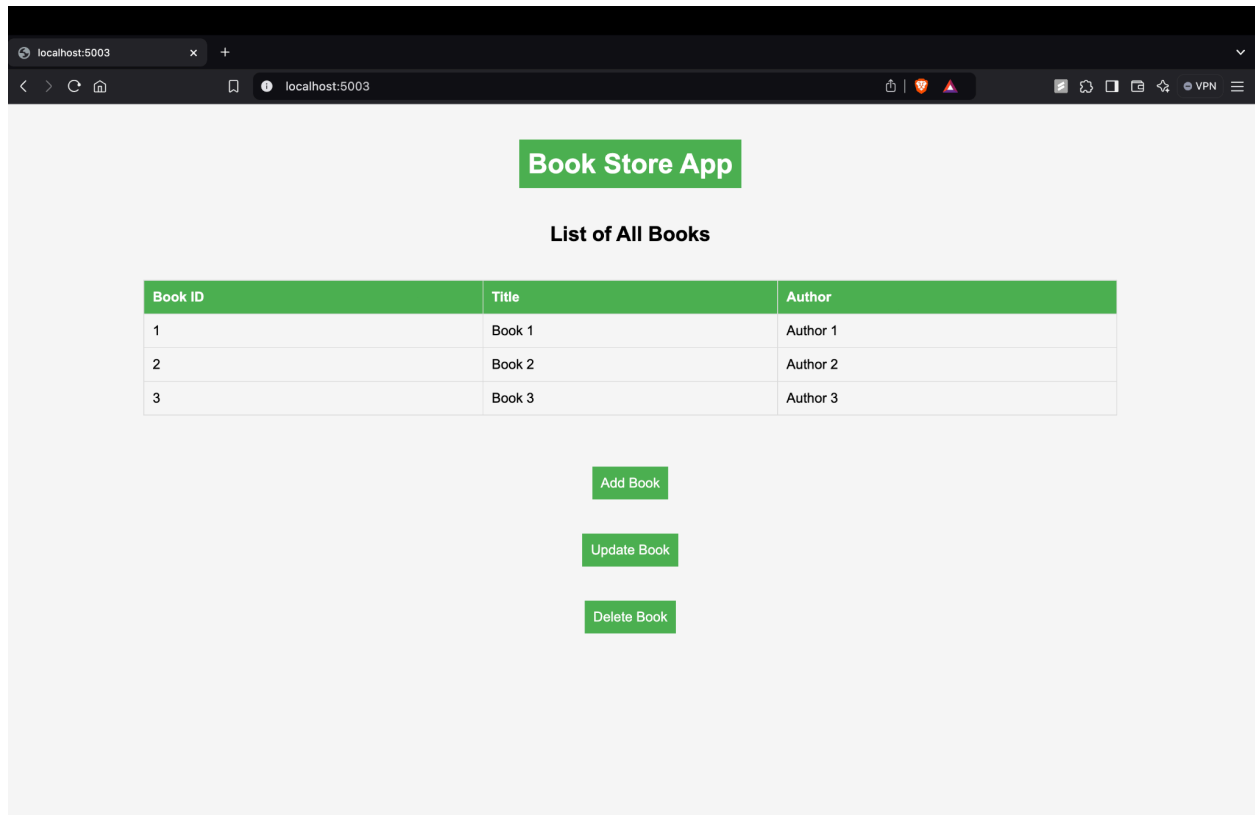 localhost:5003
localhost:5003 VPN
Book Store App
List of All Books
Book ID Title Author
1 Book 1 Author 1
2 Book 2 Author 2
3 Book 3 Author 3
Add Book
Update Book
Delete Book